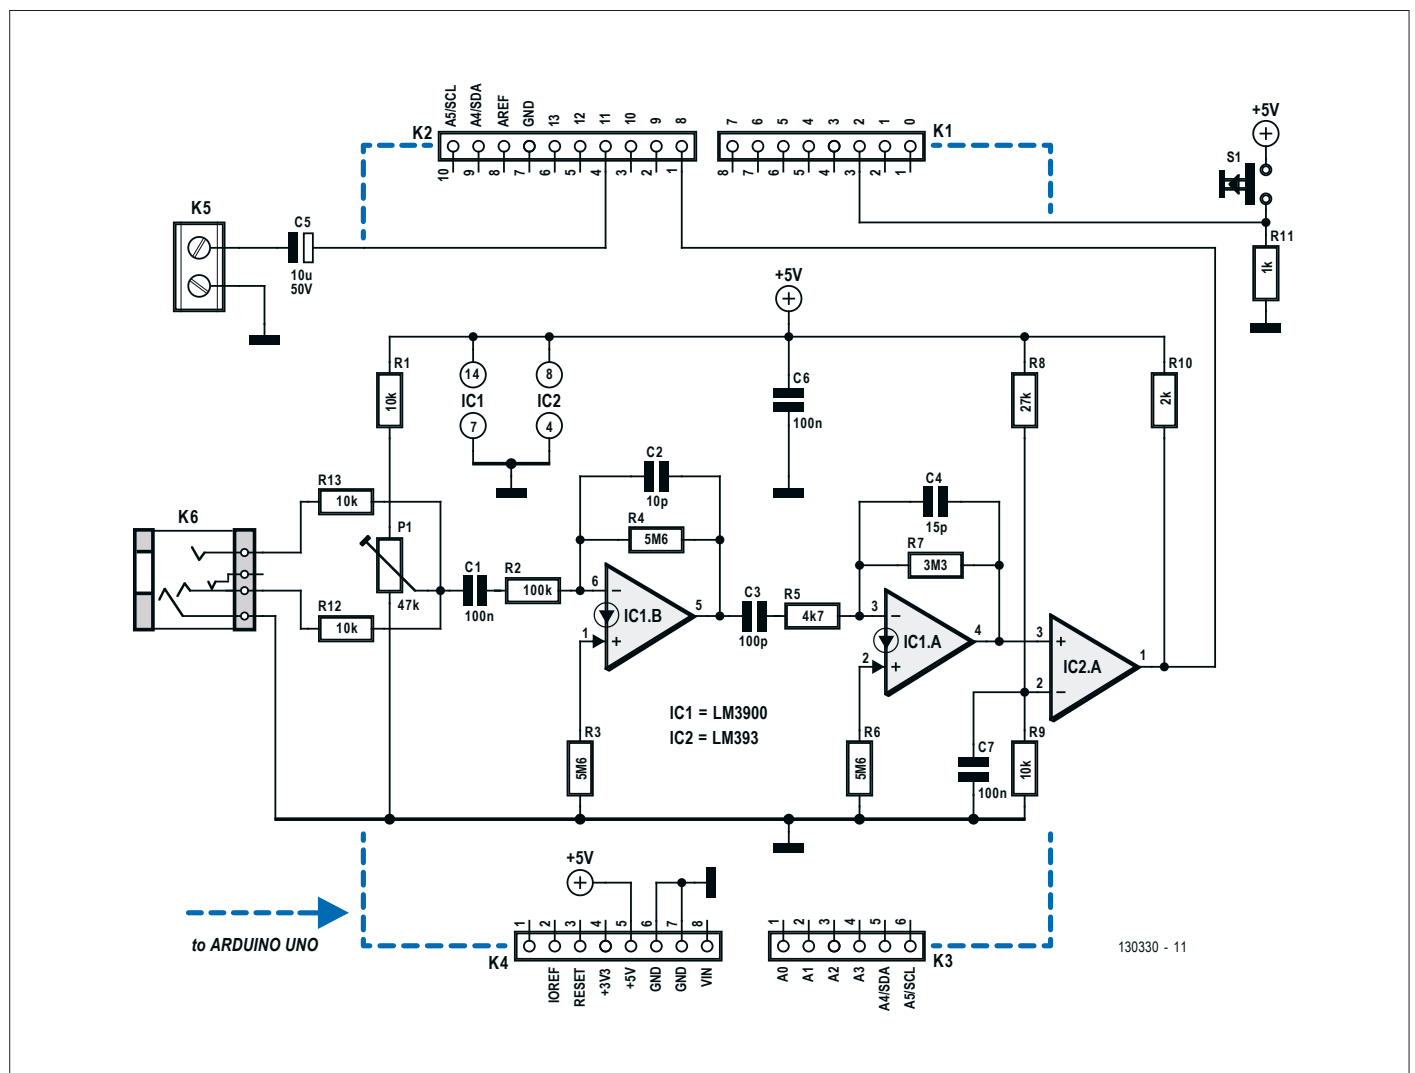 A5/SCL
A4/SDA
AREF
GND
13
12
11
10
9
8
7
6
5
4
3
2
1
0
K2
K1
10
9
8
7
6
5
4
3
2
1
8
7
6
5
4
3
2
1
+5V
S1
K5
C5
10u
50V
R11
1k
+5V
R1
10k
14
8
IC1
IC2
7
4
C6
100n
R8
27k
R10
2k
R13
10k
C2
10p
C4
15p
K6
P1
47k
R4
5M6
R7
3M3
C1
100n
R2
100k
6
IC1.B
5
1
C3
100p
R5
4k7
3
IC1.A
4
2
3
IC2.A
1
2
R12
10k
IC1 = LM3900
IC2 = LM393
R3
5M6
R6
5M6
C7
100n
R9
10k
+5V
to ARDUINO UNO
1
2
3
4
5
6
7
8
K4
IOREF
RESET
+3V3
+5V
GND
GND
VIN
1
2
3
4
5
6
K3
A0
A1
A2
A3
A4/SDA
A5/SCL
130330 - 11